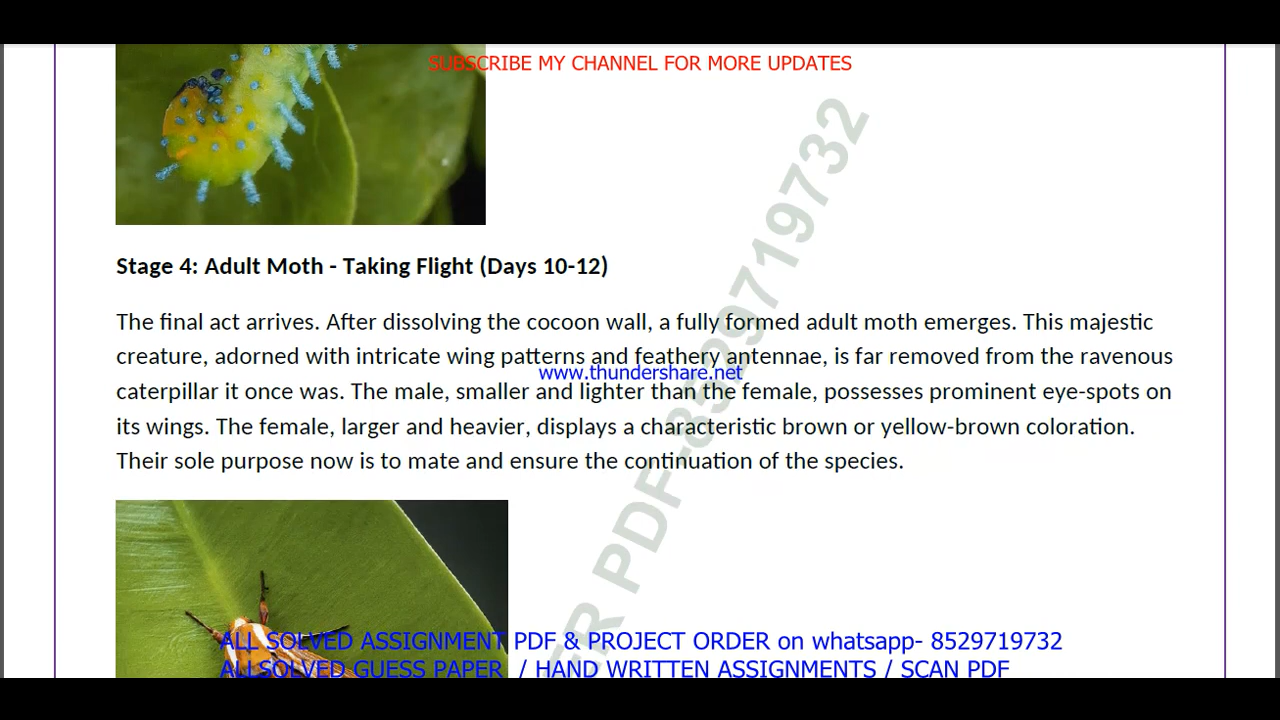 SUBSCRIBE MY CHANNEL FOR MORE UPDATES
Stage 4: Adult Moth - Taking Flight (Days 10-12)
The final act arrives. After dissolving the cocoon wall, a fully formed adult moth emerges. This majestic
creature, adorned with intricate wing patterns and feathery antennae, is far removed from the ravenous
www.thundershare.net
caterpillar it once was. The male, smaller and lighter than the female, possesses prominent eye-spots on
its wings. The female, larger and heavier, displays a characteristic brown or yellow-brown coloration.
Their sole purpose now is to mate and ensure the continuation of the species.
PDF-8529719732
ALL SOLVED ASSIGNMENT PDF & PROJECT ORDER on whatsapp- 8529719732
ALLSOLVED GUESS PAPER / HAND WRITTEN ASSIGNMENTS / SCAN PDF